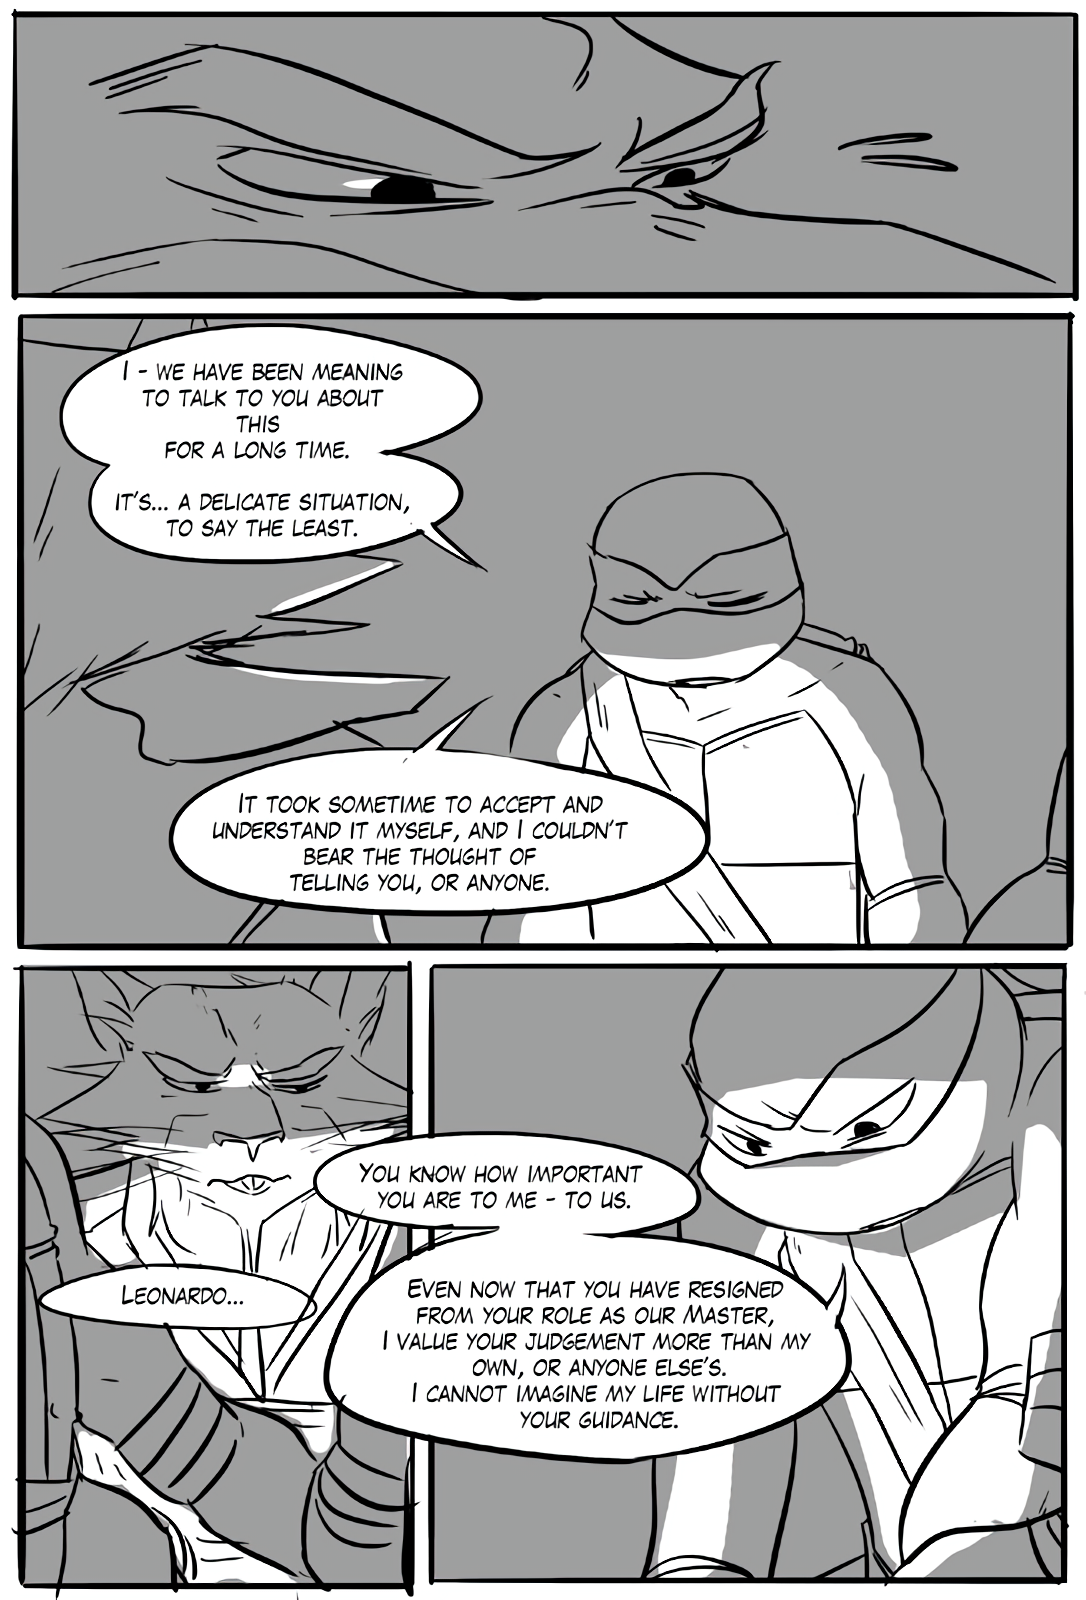 I - WE HAVE BEEN MEANING
TO TALK TO YOU ABOUT
THIS
FOR A LONG TIME.
IT'S... A DELICATE SITUATION,
TO SAY THE LEAST.
IT TOOK SOMETIME TO ACCEPT AND
UNDERSTAND IT MYSELF, AND I COULDN'T
BEAR THE THOUGHT OF
TELLING YOU, OR ANYONE.
LEONARDO...
YOU KNOW HOW IMPORTANT
YOU ARE TO ME - TO US.
EVEN NOW THAT YOU HAVE RESIGNED
FROM YOUR ROLE AS OUR MASTER,
I VALUE YOUR JUDGEMENT MORE THAN MY
OWN, OR ANYONE ELSE'S.
I CANNOT IMAGINE MY LIFE WITHOUT
YOUR GUIDANCE.